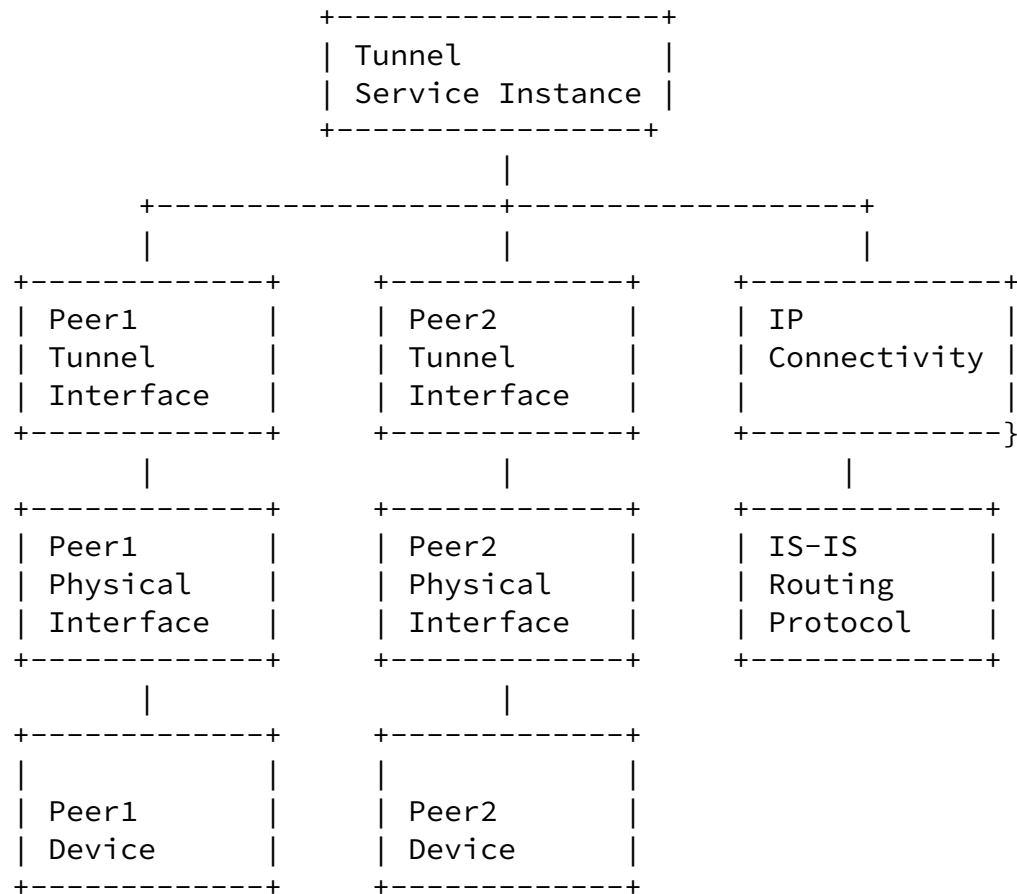 +------------------+
| Tunnel           |
| Service Instance |
+-----------------+
|
+-------------------+-------------------+
|                   |                   |
+-------------+     +-------------+     +--------------+
| Peer1       |     | Peer2       |     | IP           |
| Tunnel      |     | Tunnel      |     | Connectivity |
| Interface   |     | Interface   |     |              |
+-------------+     +-------------+     +--------------}
|                   |                  |
+-------------+     +-------------+     +-------------+
| Peer1       |     | Peer2       |     | IS-IS       |
| Physical    |     | Physical    |     | Routing     |
| Interface   |     | Interface   |     | Protocol    |
+-------------+     +-------------+     +-------------+
|                   |
+-------------+     +-------------+
|             |     |             |
| Peer1       |     | Peer2       |
| Device      |     | Device      |
+-------------+     +-------------+